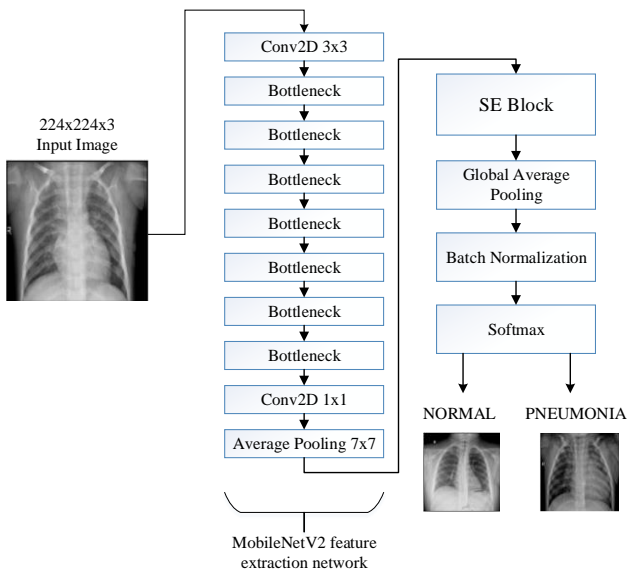 224x224x3
Input Image
Conv2D 3x3
Bottleneck
Bottleneck
Bottleneck
Bottleneck
Bottleneck
Bottleneck
Bottleneck
Conv2D 1x1
Average Pooling 7x7
MobileNetV2 feature
extraction network
SE Block
Global Average
Pooling
Batch Normalization
Softmax
NORMAL
PNEUMONIA